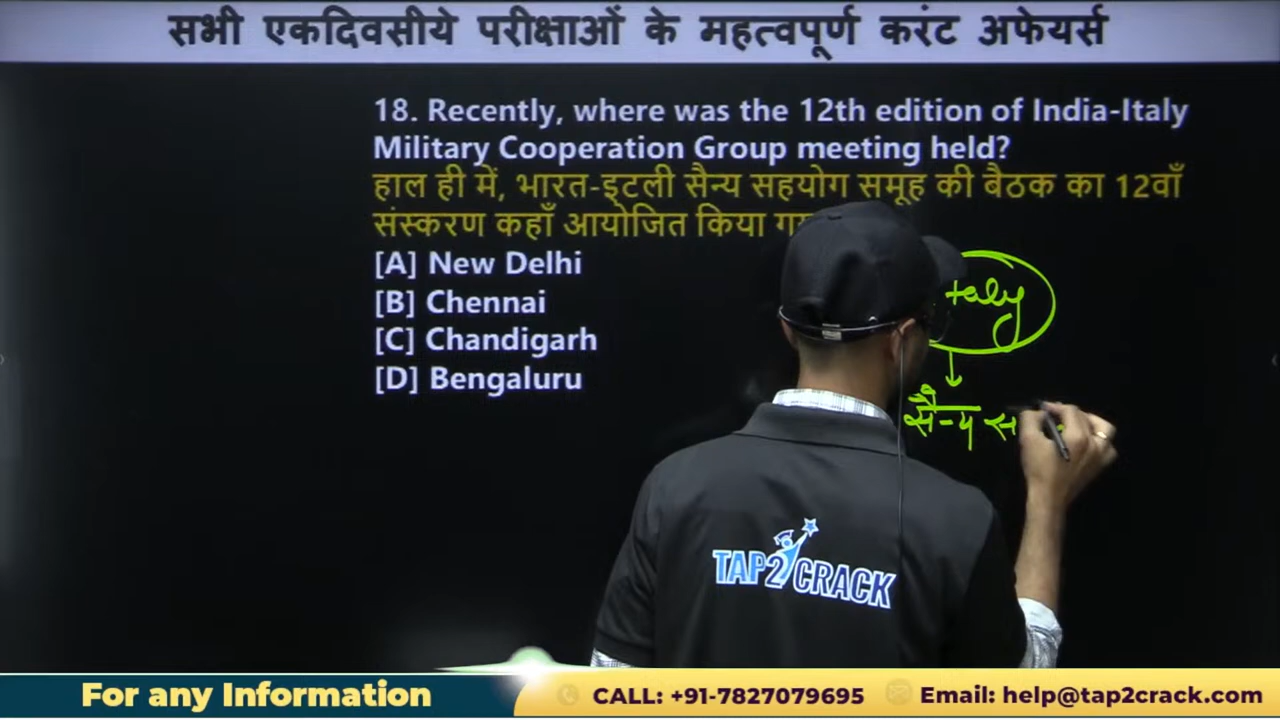 सभी एकदिवसीये परीक्षाओं के महत्वपूर्ण करंट अफेयर्स
18. Recently, where was the 12th edition of India-Italy
Military Cooperation Group meeting held?
हाल ही में, भारत-इटली सैन्य सहयोग समूह की बैठक का 12वाँ
संस्करण कहाँ आयोजित किया
[A] New Delhi
[B] Chennai
[C] Chandigarh
[D] Bengaluru
taly
सैन्य स
TAP2CRACK
For any Information
CALL: +91-7827079695
Email: help@tap2crack.com